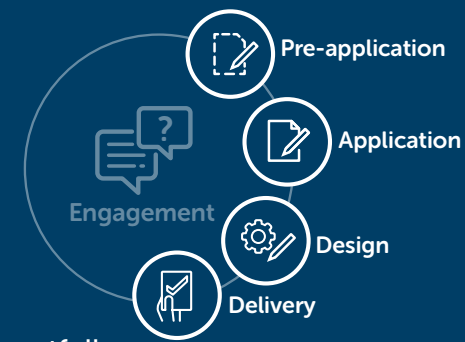 Pre-application
Application
?
Engagement
Design
Delivery